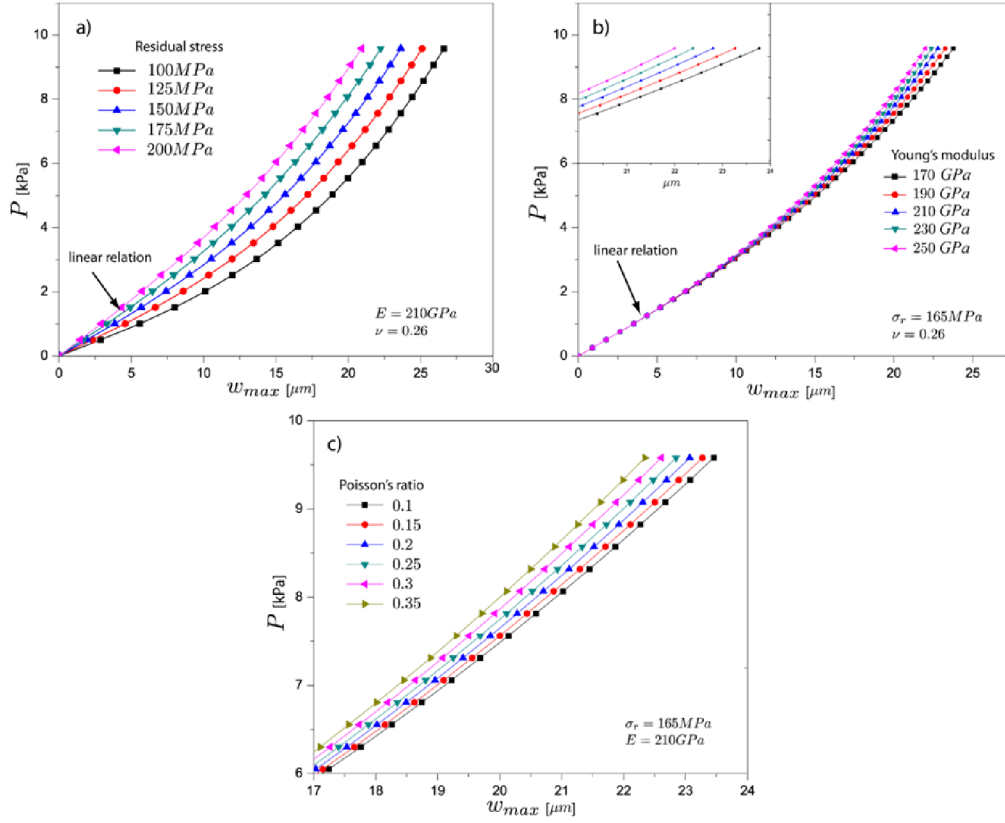 a)
Residual stress
100MPa
125MPa
150MPa
175MPa
200MPa
linear relation
E = 210GPa
ν = 0.26
P [kPa]
10
8
6
4
2
0
0 5 10 15 20 25 30
w_max [μm]
b)
21 22 23 24
μm
Young's modulus
170 GPa
190 GPa
210 GPa
230 GPa
250 GPa
linear relation
σ_r = 165MPa
ν = 0.26
P [kPa]
10
8
6
4
2
0
0 5 10 15 20 25
w_max [μm]
c)
Poisson's ratio
0.1
0.15
0.2
0.25
0.3
0.35
σ_r = 165MPa
E = 210GPa
P [kPa]
10
9
8
7
6
17 18 19 20 21 22 23 24
w_max [μm]